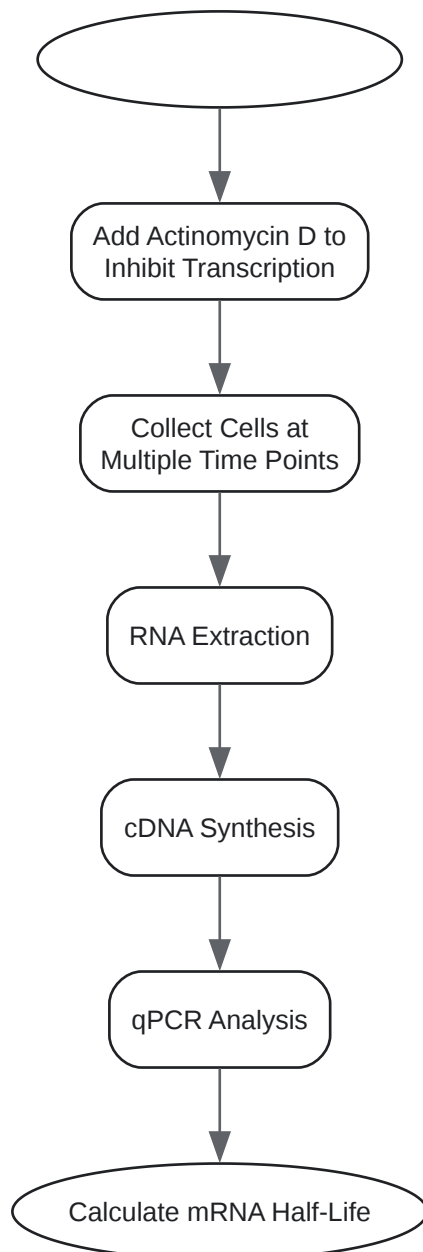 Add Actinomycin D to
Inhibit Transcription
Collect Cells at
Multiple Time Points
RNA Extraction
cDNA Synthesis
qPCR Analysis
Calculate mRNA Half-Life